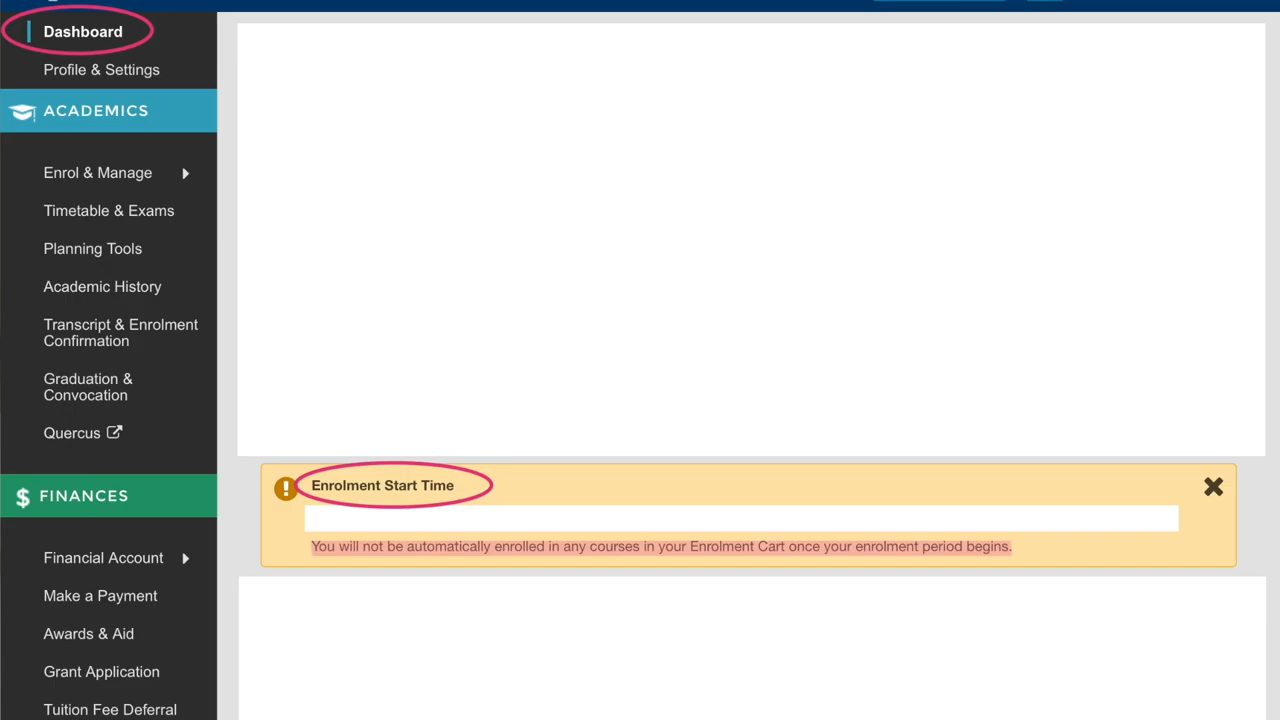 Dashboard
Profile & Settings
ACADEMICS
Enrol & Manage
Timetable & Exams
Planning Tools
Academic History
Transcript & Enrolment
Confirmation
Graduation &
Convocation
Quercus
$ FINANCES
Financial Account
Make a Payment
Awards & Aid
Grant Application
Tuition Fee Deferral
Enrolment Start Time
You will not be automatically enrolled in any courses in your Enrolment Cart once your enrolment period begins.